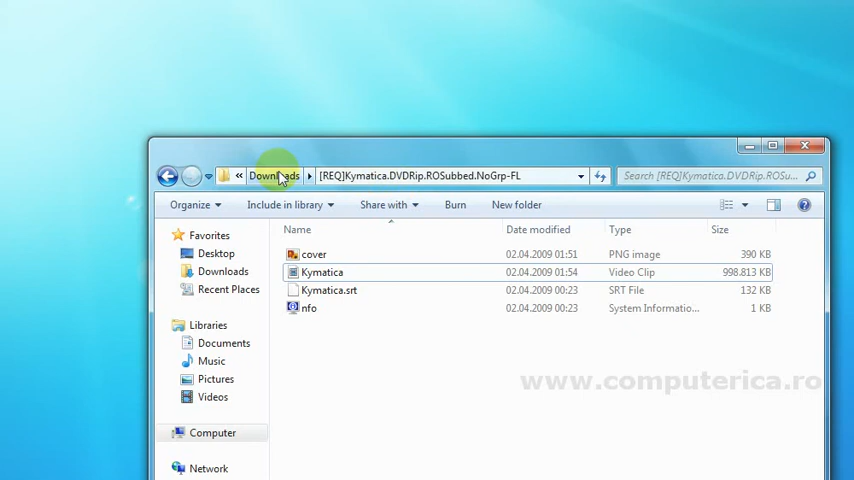 « Downloads [REQ]Kymatica.DVDRip.ROSubbed.NoGrp-FL Search [REQ]Kymatica.DVDRip.ROSu...
Organize Include in library Share with Burn New folder
Name Date modified Type Size
cover 02.04.2009 01:51 PNG image 390 KB
Kymatica 02.04.2009 01:54 Video Clip 998.813 KB
Kymatica.srt 02.04.2009 00:23 SRT File 132 KB
nfo 02.04.2009 00:23 System Informatio... 1 KB
Favorites
Desktop
Downloads
Recent Places
Libraries
Documents
Music
Pictures
Videos
Computer
Network
www.computerica.ro